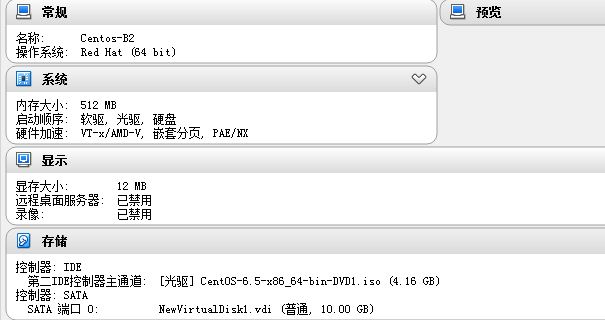 常规
预览
名称: Centos-B2
操作系统: Red Hat (64 bit)
系统
内存大小: 512 MB
启动顺序: 软驱, 光驱, 硬盘
硬件加速: VT-x/AMD-V, 嵌套分页, PAE/NX
显示
显存大小: 12 MB
远程桌面服务器: 已禁用
录像: 已禁用
存储
控制器: IDE
第二IDE控制器主通道: [光驱] CentOS-6.5-x86_64-bin-DVD1.iso (4.16 GB)
控制器: SATA
SATA 端口 0: NewVirtualDisk1.vdi (普通, 10.00 GB)